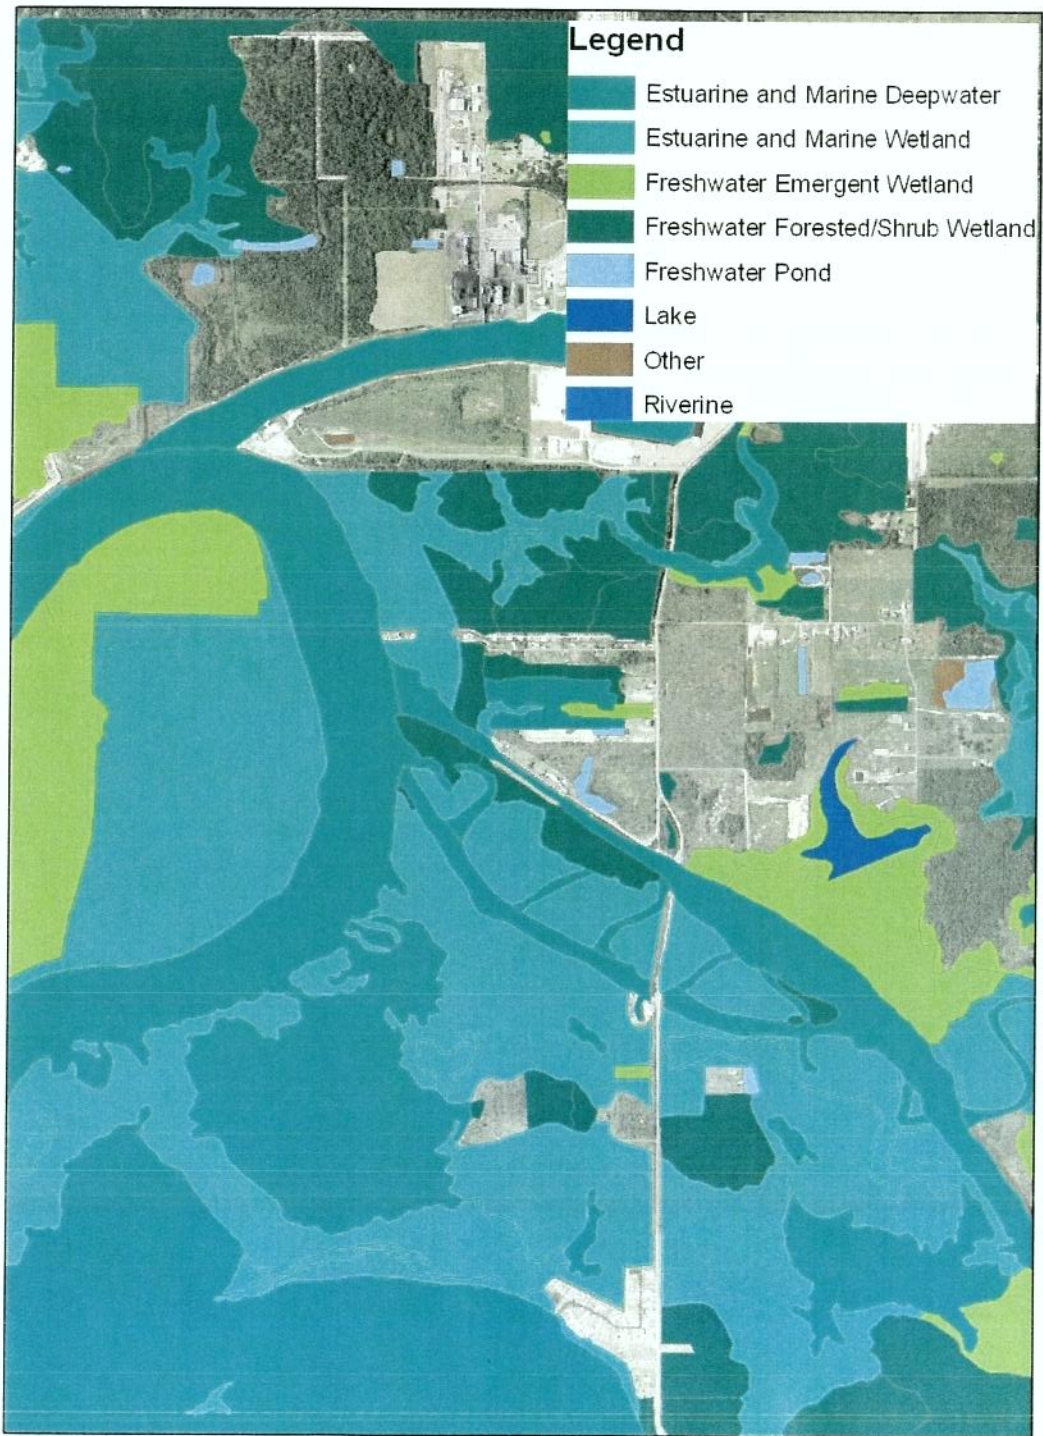 Legend
Estuarine and Marine Deepwater
Estuarine and Marine Wetland
Freshwater Emergent Wetland
Freshwater Forested/Shrub Wetland
Freshwater Pond
Lake
Other
Riverine